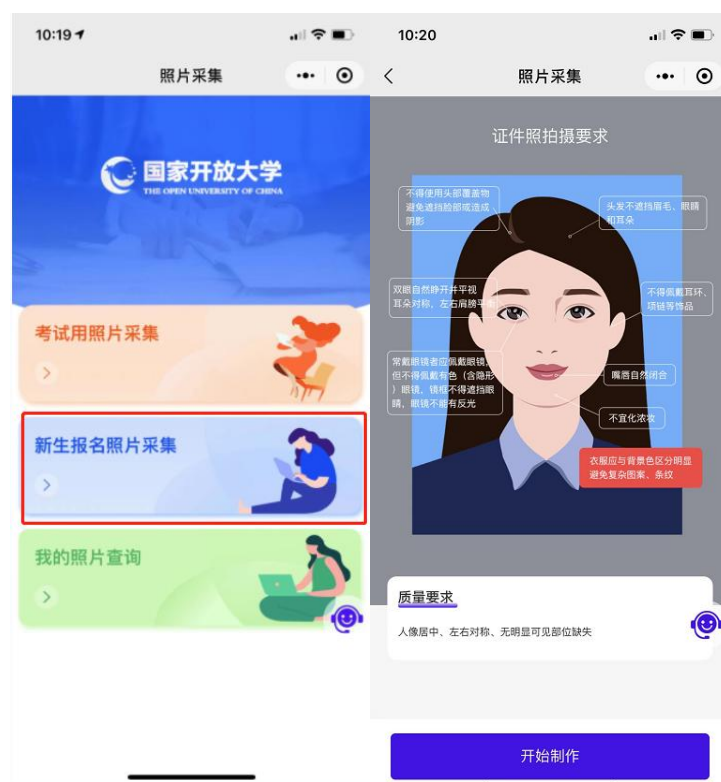 10:19
照片采集
国家开放大学
THE OPEN UNIVERSITY OF CHINA
考试用照片采集
新生报名照片采集
我的照片查询
10:20
照片采集
证件照拍摄要求
不得使用头部覆盖物
避免遮挡脸部或造成
阴影
头发不遮挡眉毛、眼睛
和耳朵
双眼自然睁开并平视
耳朵对称，左右肩膀平衡
不得佩戴耳环、
项链等饰品
常戴眼镜者应佩戴眼镜，
但不得佩戴有色（含隐形
）眼镜，镜框不得遮挡眼
睛，眼镜不能有反光
嘴唇自然闭合
不宜化浓妆
衣服应与背景色区分明显
避免复杂图案、条纹
质量要求
人像居中、左右对称、无明显可见部位缺失
开始制作